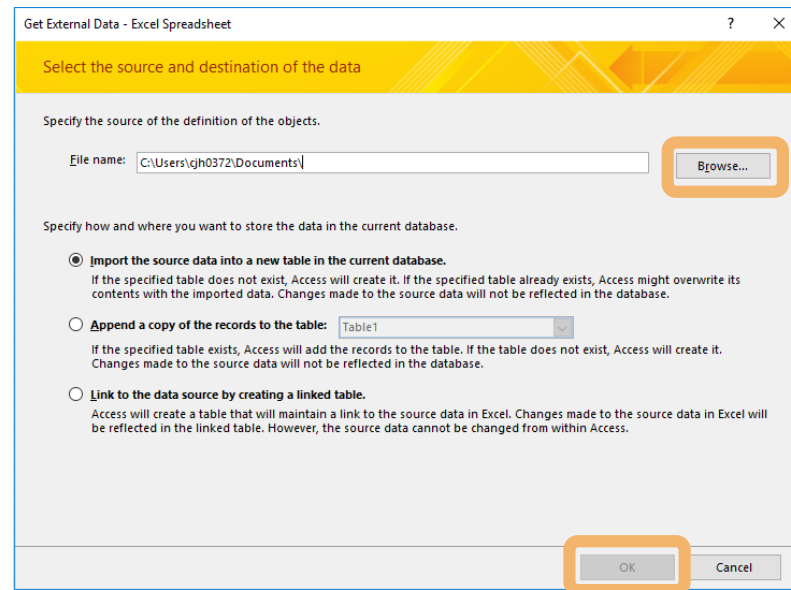 Get External Data - Excel Spreadsheet
?
Select the source and destination of the data
Specify the source of the definition of the objects.
File name: C:\Users\cjh0372\Documents\
Browse...
Specify how and where you want to store the data in the current database.
Import the source data into a new table in the current database.
If the specified table does not exist, Access will create it. If the specified table already exists, Access might overwrite its
contents with the imported data. Changes made to the source data will not be reflected in the database.
Append a copy of the records to the table: Table1
If the specified table exists, Access will add the records to the table. If the table does not exist, Access will create it.
Changes made to the source data will not be reflected in the database.
Link to the data source by creating a linked table.
Access will create a table that will maintain a link to the source data in Excel. Changes made to the source data in Excel will
be reflected in the linked table. However, the source data cannot be changed from within Access.
OK
Cancel